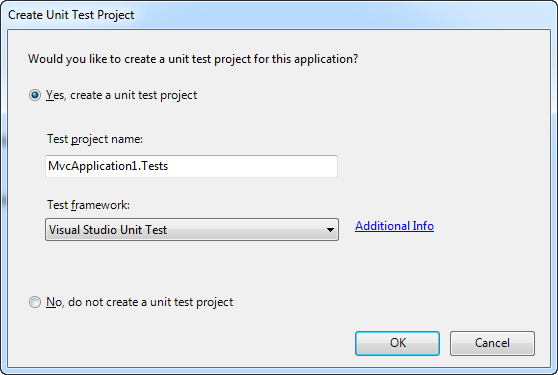 Create Unit Test Project
Would you like to create a unit test project for this application?
Yes, create a unit test project
Test project name:
MvcApplication1.Tests
Test framework:
Visual Studio Unit Test
Additional Info
No, do not create a unit test project
OK
Cancel